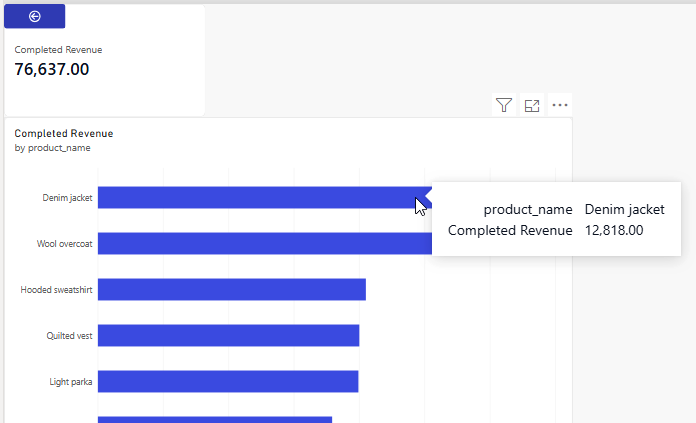 Completed Revenue
76,637.00
Completed Revenue
by product_name
Denim jacket
product_name Denim jacket
Completed Revenue 12,818.00
Wool overcoat
Hooded sweatshirt
Quilted vest
Light parka